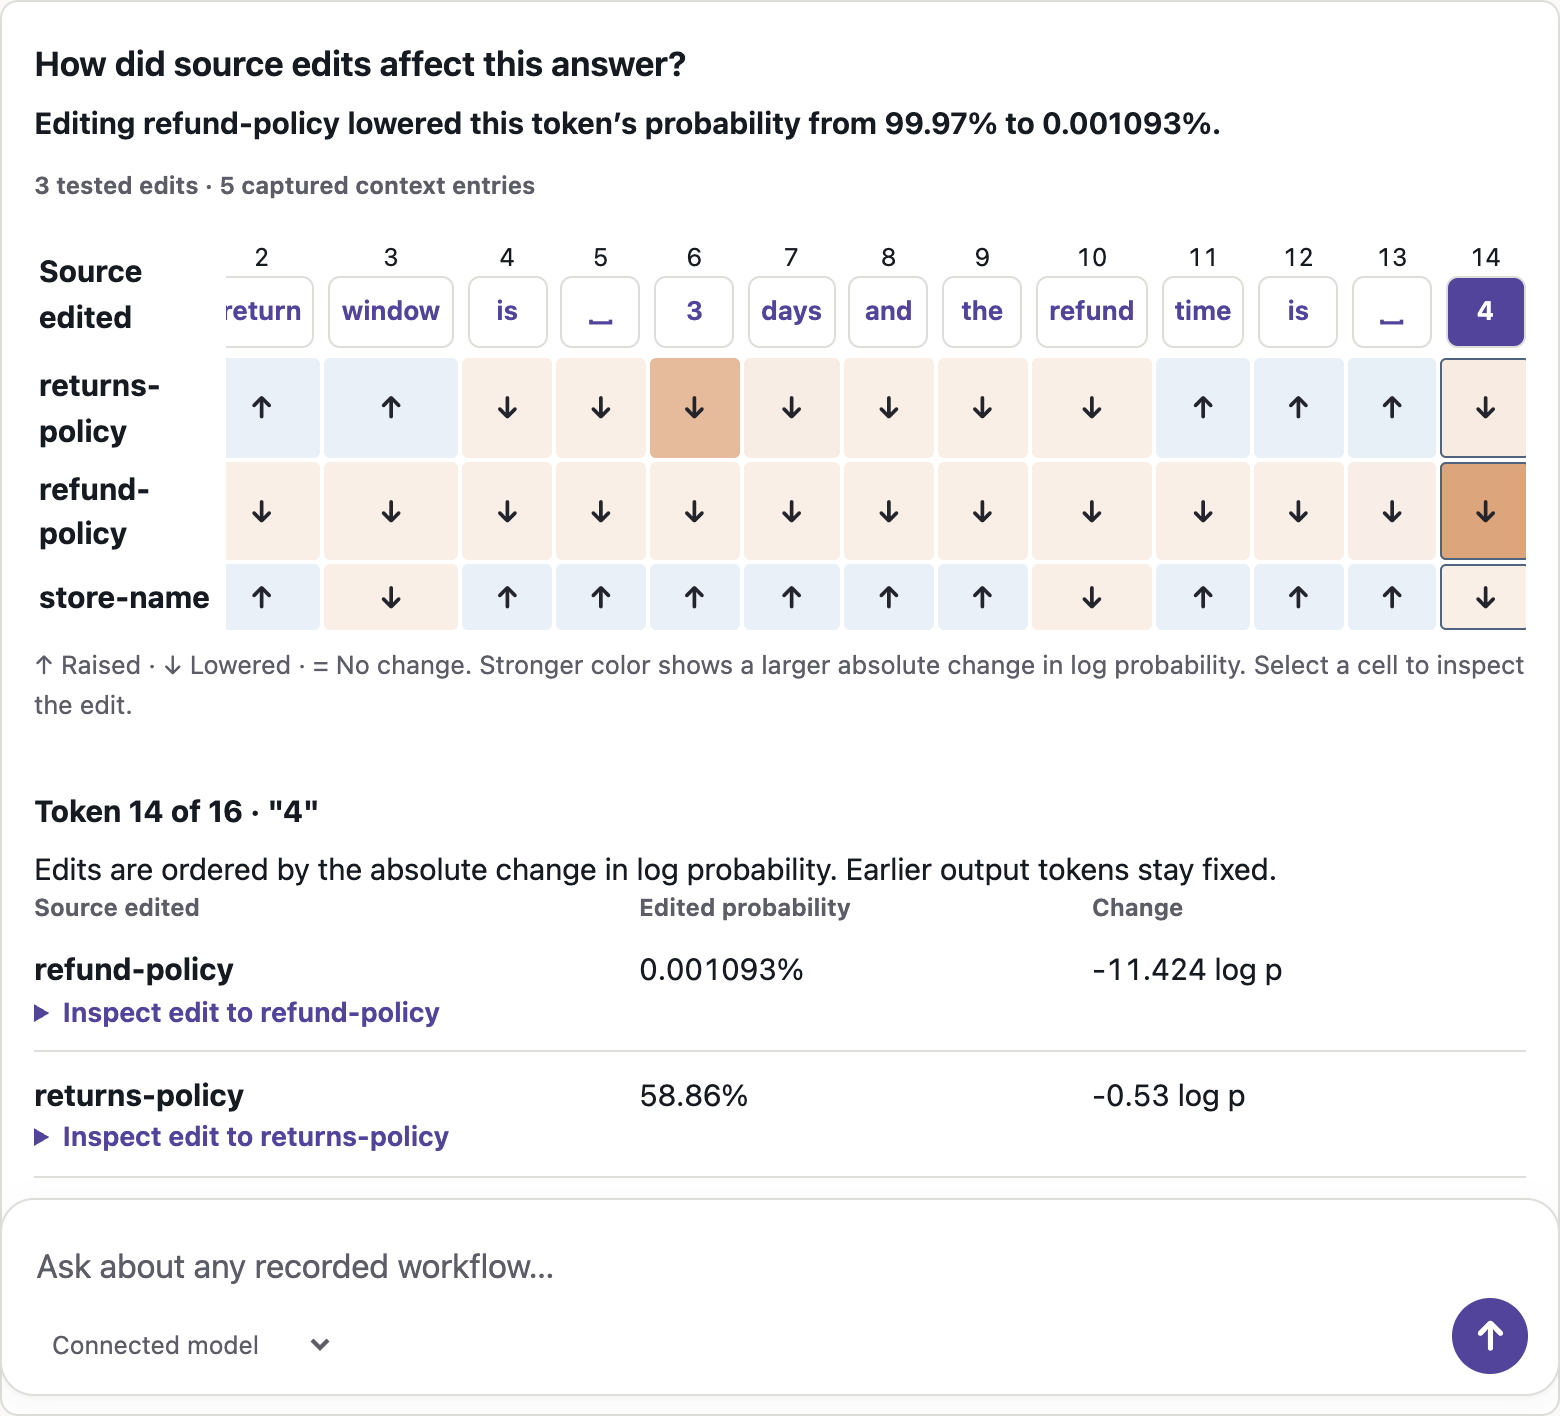 How did source edits affect this answer?
Editing refund-policy lowered this token’s probability from 99.97% to 0.001093%.
3 tested edits · 5 captured context entries
Source edited
2 3 4 5 6 7 8 9 10 11 12 13 14
return window is ⎵ 3 days and the refund time is ⎵ 4
returns-policy ↑ ↑ ↓ ↓ ↓ ↓ ↓ ↓ ↓ ↑ ↑ ↑ ↓
refund-policy ↓ ↓ ↓ ↓ ↓ ↓ ↓ ↓ ↓ ↓ ↓ ↓ ↓
store-name ↑ ↓ ↑ ↑ ↑ ↑ ↑ ↑ ↓ ↑ ↑ ↑ ↓
↑ Raised · ↓ Lowered · = No change. Stronger color shows a larger absolute change in log probability. Select a cell to inspect
the edit.
Token 14 of 16 · "4"
Edits are ordered by the absolute change in log probability. Earlier output tokens stay fixed.
Source edited Edited probability Change
refund-policy 0.001093% -11.424 log p
▶ Inspect edit to refund-policy
returns-policy 58.86% -0.53 log p
▶ Inspect edit to returns-policy
Ask about any recorded workflow...
Connected model